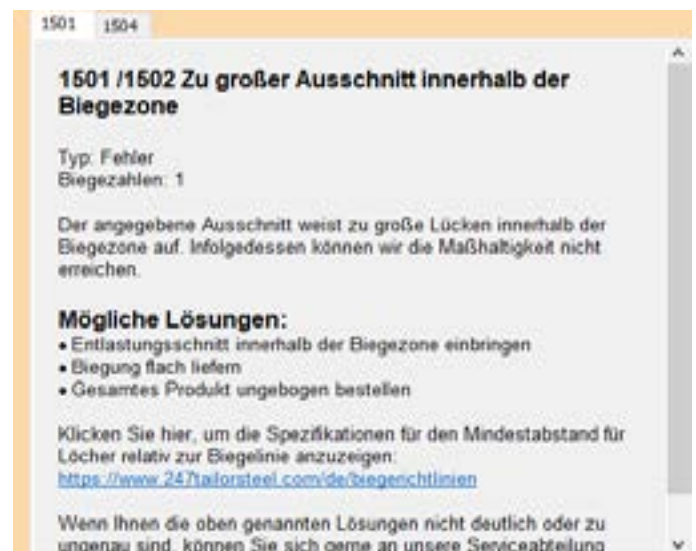 1501 1504
1501 /1502 Zu großer Ausschnitt innerhalb der
Biegezone
Typ: Fehler
Biegezahlen: 1
Der angegebene Ausschnitt weist zu große Lücken innerhalb der
Biegezone auf. Infolgedessen können wir die Maßhaltigkeit nicht
erreichen.
Mögliche Lösungen:
• Entlastungsschnitt innerhalb der Biegezone einbringen
• Biegung flach liefern
• Gesamtes Produkt ungebogen bestellen
Klicken Sie hier, um die Spezifikationen für den Mindestabstand für
Löcher relativ zur Biegelinie anzuzeigen:
https://www.247tailorsteel.com/de/biegerichtlinien
Wenn Ihnen die oben genannten Lösungen nicht deutlich oder zu
ungenau sind, können Sie sich gerne an unsere Serviceabteilung